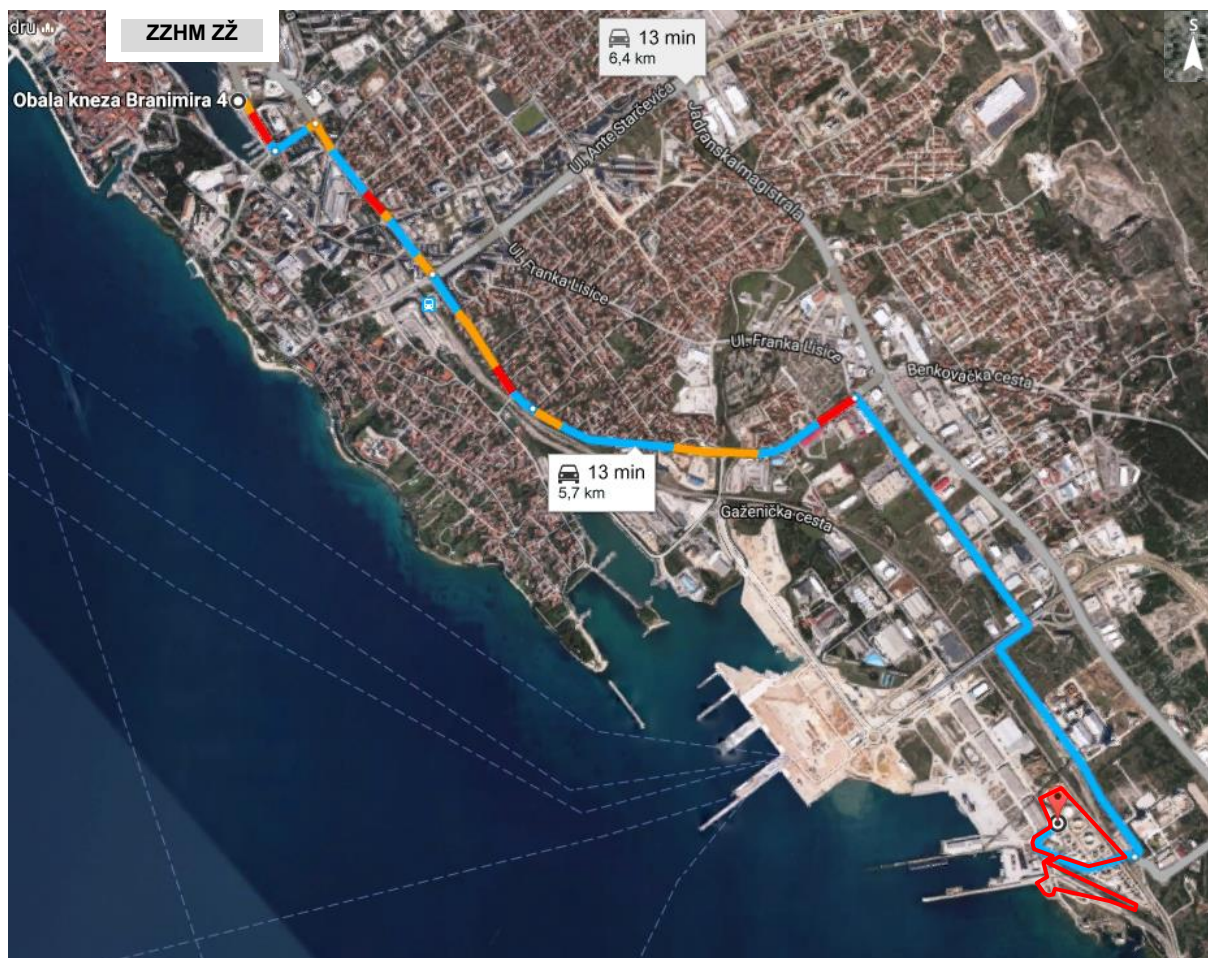 dru
ZZHM ZŽ
S
13 min
6,4 km
Obala kneza Branimira 4
Ul. Ante Starčevića
Jadranska magistrala
Ul. Franka Lisice
Ul. Franka Lisice
Benkovačka cesta
13 min
5,7 km
Gaženička cesta